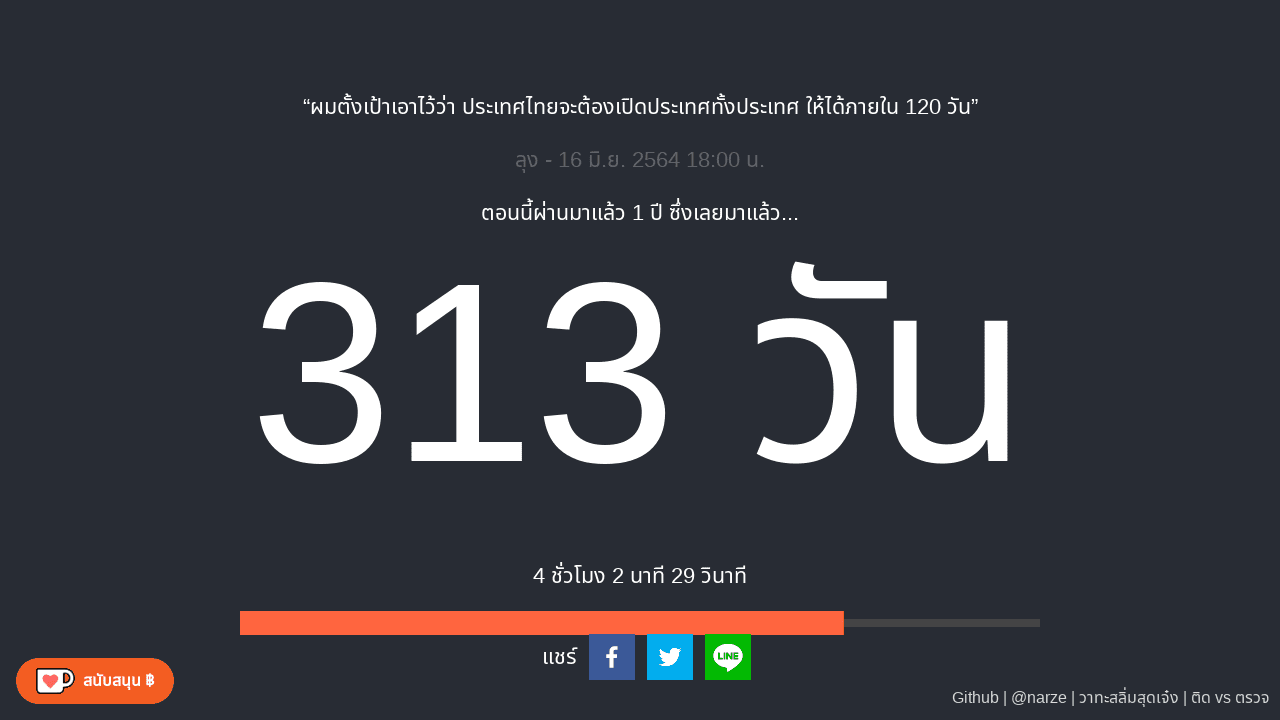 “ผมตั้งเป้าเอาไว้ว่า ประเทศไทยจะต้องเปิดประเทศทั้งประเทศ ให้ได้ภายใน 120 วัน”
ลุง - 16 มิ.ย. 2564 18:00 น.
ตอนนี้ผ่านมาแล้ว 1 ปี ซึ่งเลยมาแล้ว...
313 วัน
4 ชั่วโมง 2 นาที 29 วินาที
แชร์
LINE
สนับสนุน ฿
Github | @narze | วาทะสลิ่มสุดเจ๋ง | ติด vs ตรวจ